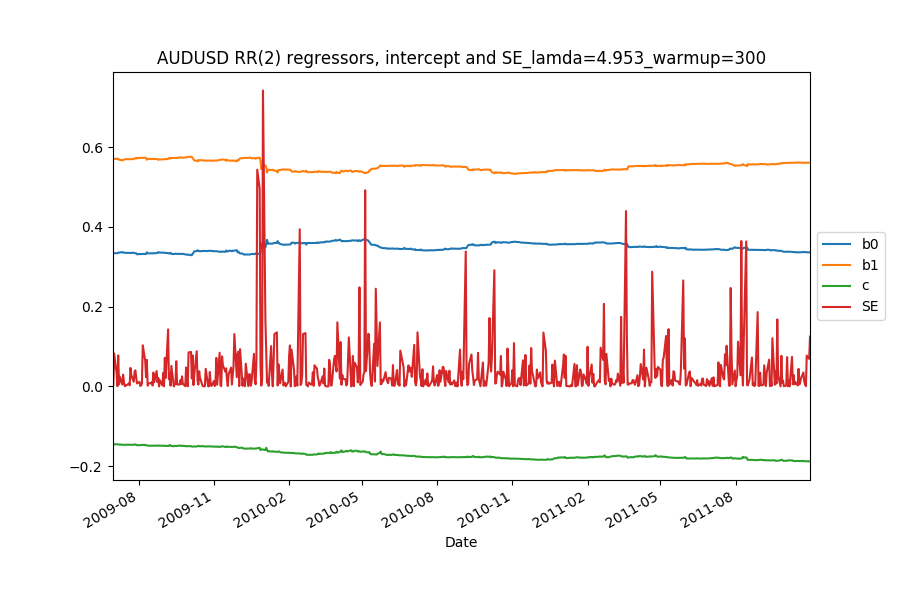 AUDUSD RR(2) regressors, intercept and SE_lamda=4.953_warmup=300
0.6
0.4
0.2
0.0
−0.2
b0
b1
c
SE
2009-08
2009-11
2010-02
2010-05
2010-08
2010-11
2011-02
2011-05
2011-08
Date